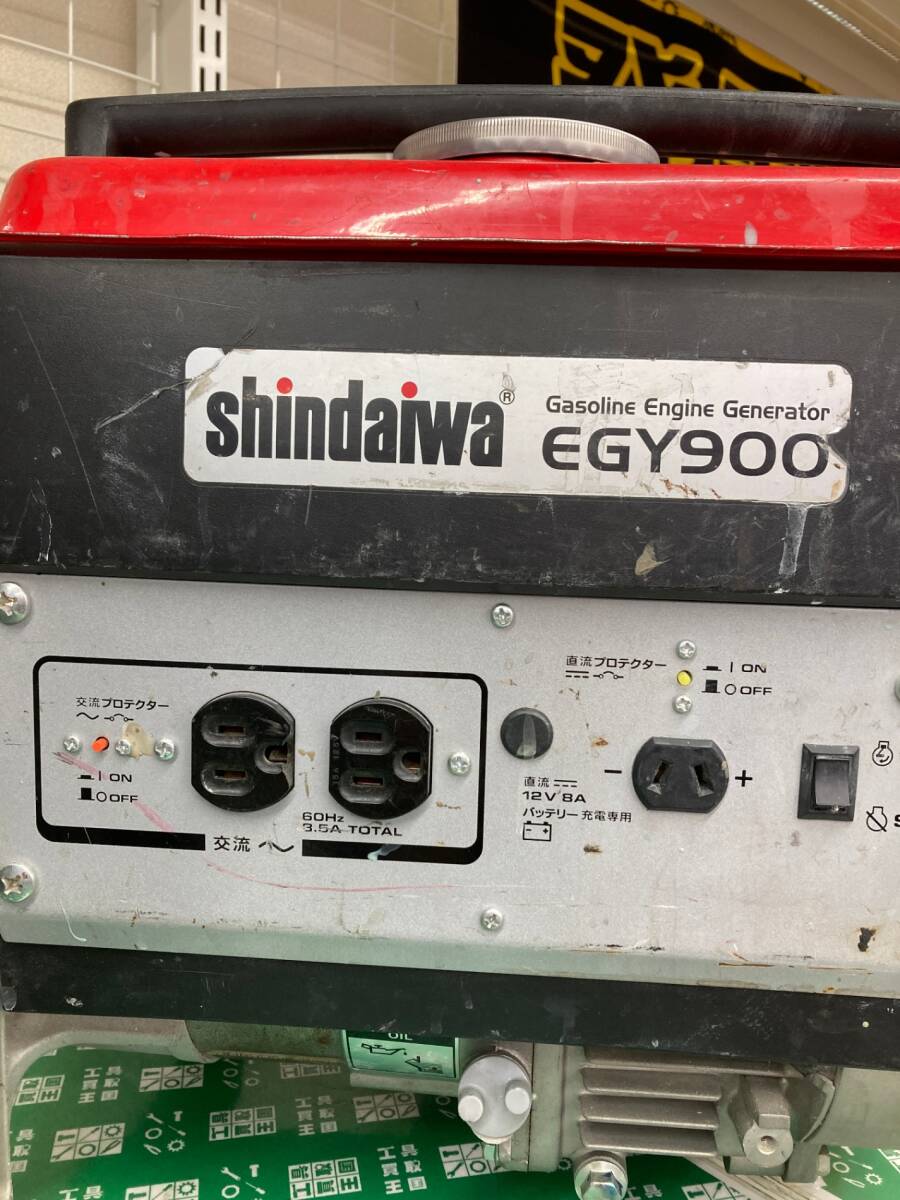 shindaiwa®
Gasoline Engine Generator
EGY900
交流プロテクター
ON
OFF
60Hz
3.5A TOTAL
交流
直流プロテクター
ON
OFF
直流
12V 8A
バッテリー充電専用
- +
OIL
工具
買取
王国